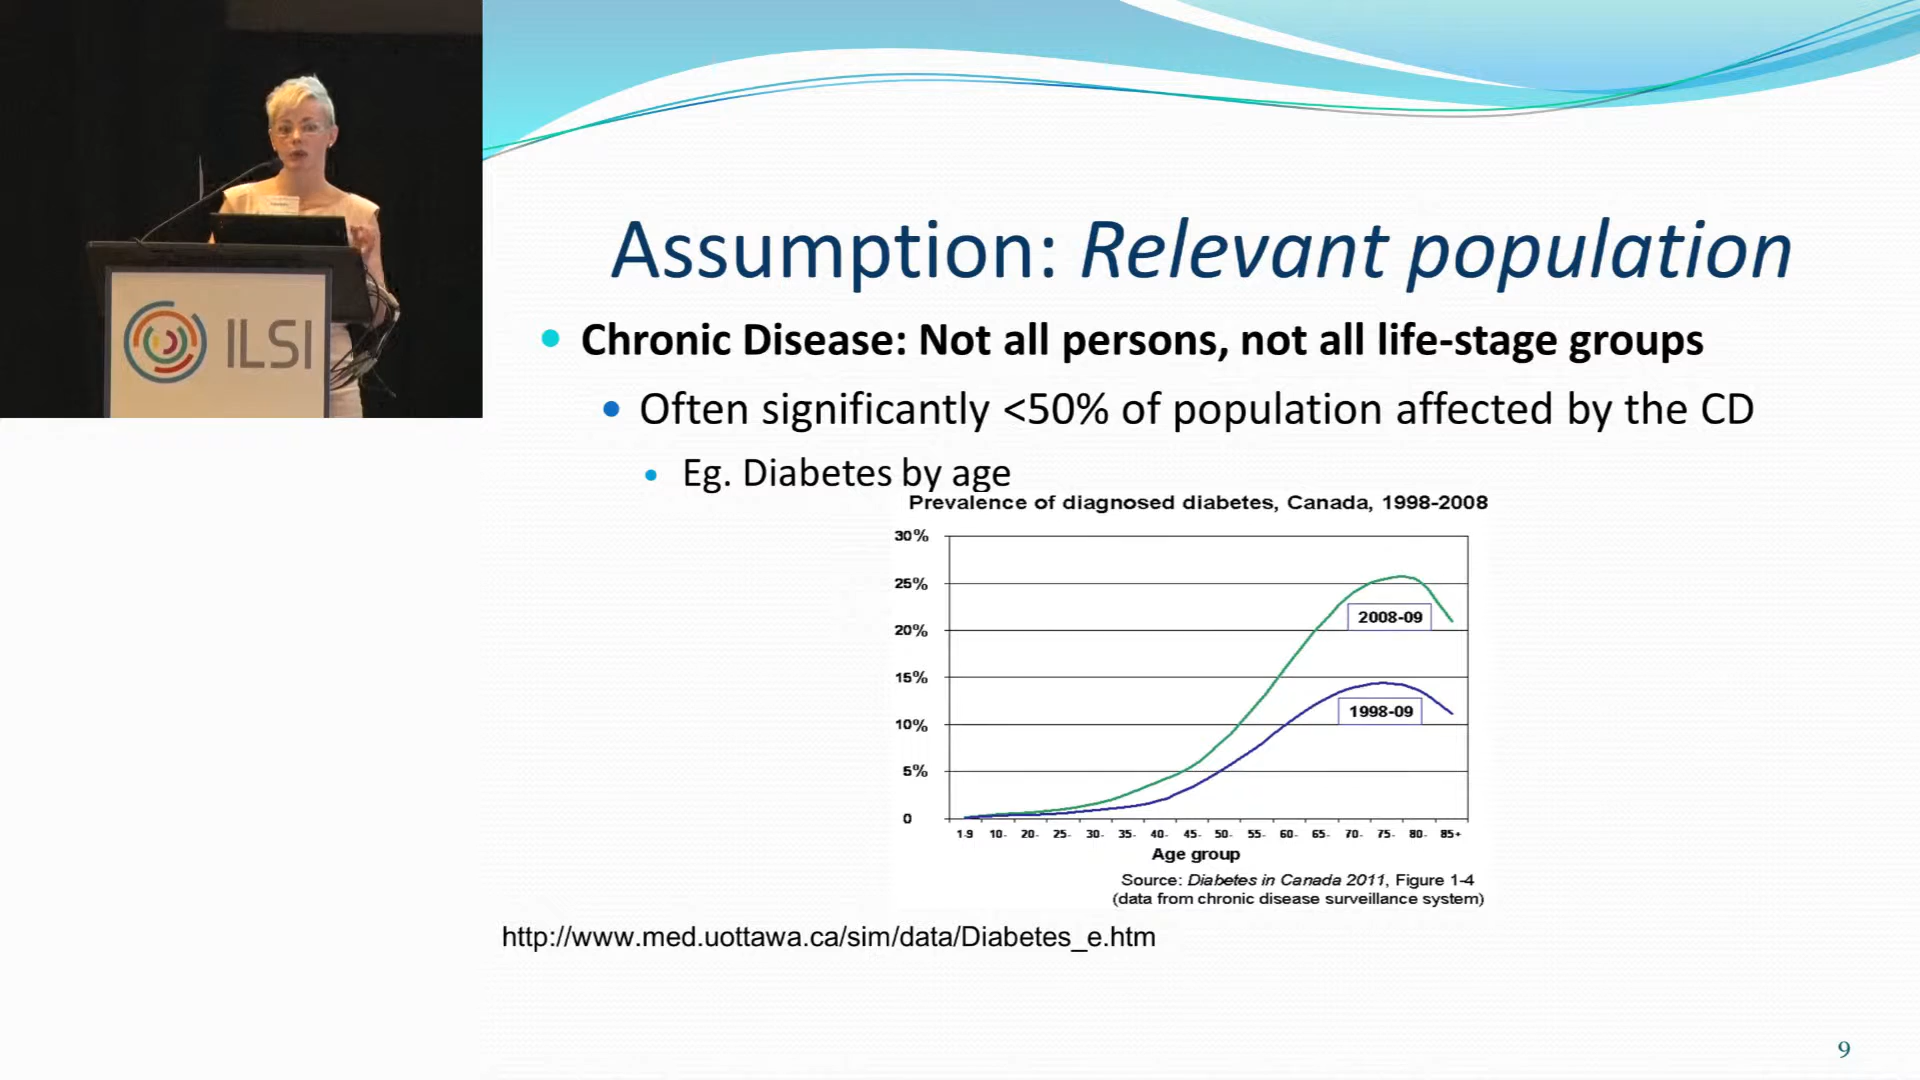 ILSI
Assumption: Relevant population
Chronic Disease: Not all persons, not all life-stage groups
Often significantly <50% of population affected by the CD
Eg. Diabetes by age
Prevalence of diagnosed diabetes, Canada, 1998-2008
30%
25%
20%
15%
10%
5%
0
2008-09
1998-09
1-9 10- 20- 25- 30- 35- 40- 45- 50- 55- 60- 65- 70- 75- 80- 85+
Age group
Source: Diabetes in Canada 2011, Figure 1-4
(data from chronic disease surveillance system)
http://www.med.uottawa.ca/sim/data/Diabetes_e.htm
9